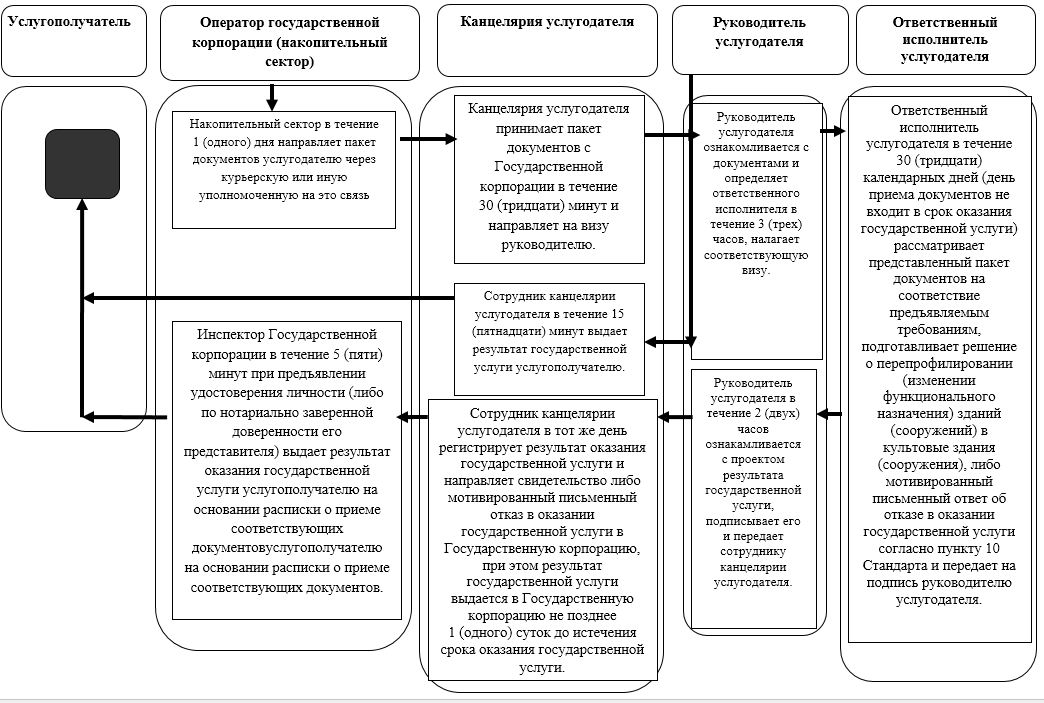 Услугополучатель
Оператор государственной
корпорации (накопительный
сектор)
Канцелярия услугодателя
Руководитель
услугодателя
Ответственный
исполнитель
услугодателя
Накопительный сектор в течение
1 (одного) дня направляет пакет
документов услугодателю через
курьерскую или иную
уполномоченную на это связь
Канцелярия услугодателя
принимает пакет
документов с
Государственной
корпорации в течение
30 (тридцати) минут и
направляет на визу
руководителю.
Руководитель
услугодателя
ознакомливается с
документами и
определяет
ответственного
исполнителя в
течение 3 (трех)
часов, налагает
соответствующую
визу.
Ответственный
исполнитель
услугодателя в течение
30 (тридцати)
календарных дней (день
приема документов не
входит в срок оказания
государственной услуги)
рассматривает
представленный пакет
документов на
соответствие
предъявляемым
требованиям,
подготавливает решение
о перепрофилировании
(изменении
функционального
назначения) зданий
(сооружений) в
культовые здания
(сооружения), либо
мотивированный
письменный ответ об
отказе в оказании
государственной услуги
согласно пункту 10
Стандарта и передает на
подпись руководителю
услугодателя.
Сотрудник канцелярии
услугодателя в течение 15
(пятнадцати) минут выдает
результат государственной
услуги услугополучателю.
Инспектор Государственной
корпорации в течение 5 (пяти)
минут при предъявлении
удостоверения личности (либо
по нотариально заверенной
доверенности его
представителя) выдает результат
оказания государственной
услуги услугополучателю на
основании расписки о приеме
соответствующих
документовуслугополучателю
на основании расписки о приеме
соответствующих документов.
Сотрудник канцелярии
услугодателя в тот же день
регистрирует результат оказания
государственной услуги и
направляет свидетельство либо
мотивированный письменный
отказ в оказании
государственной услуги в
Государственную корпорацию,
при этом результат
государственной услуги
выдается в Государственную
корпорацию не позднее
1 (одного) суток до истечения
срока оказания государственной
услуги.
Руководитель
услугодателя в
течение 2 (двух)
часов
ознакамливается
с проектом
результата
государственной
услуги,
подписывает его
и передает
сотруднику
канцелярии
услугодателя.